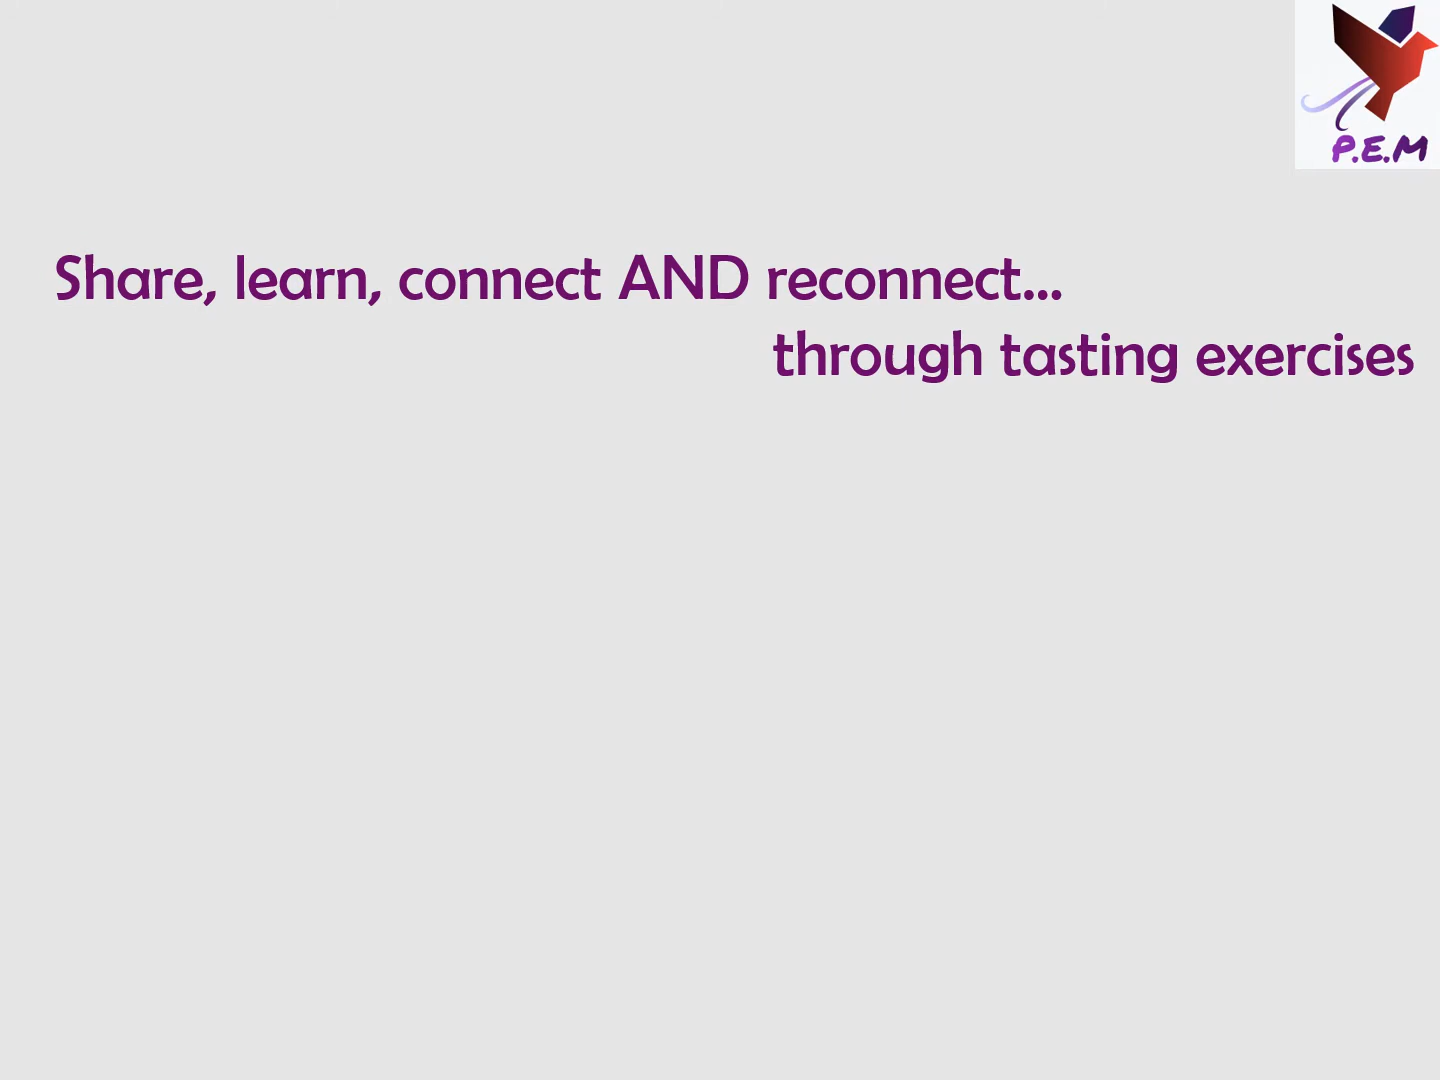 P.E.M
Share, learn, connect AND reconnect...
through tasting exercises